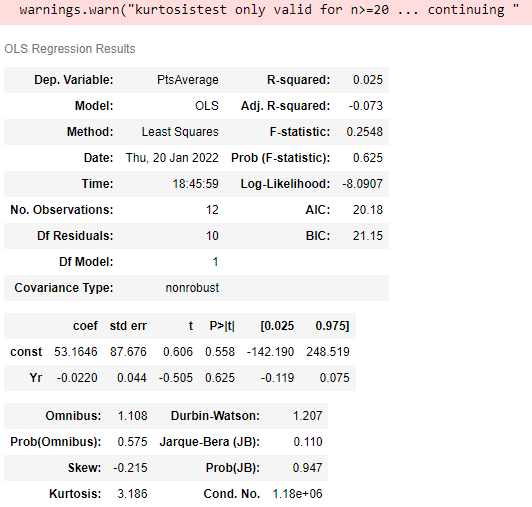 warnings.warn("kurtosistest only valid for n>=20 ... continuing "
OLS Regression Results
Dep. Variable: PtsAverage R-squared: 0.025
Model: OLS Adj. R-squared: -0.073
Method: Least Squares F-statistic: 0.2548
Date: Thu, 20 Jan 2022 Prob (F-statistic): 0.625
Time: 18:45:59 Log-Likelihood: -8.0907
No. Observations: 12 AIC: 20.18
Df Residuals: 10 BIC: 21.15
Df Model: 1
Covariance Type: nonrobust
coef std err t P>|t| [0.025 0.975]
const 53.1646 87.676 0.606 0.558 -142.190 248.519
Yr -0.0220 0.044 -0.505 0.625 -0.119 0.075
Omnibus: 1.108 Durbin-Watson: 1.207
Prob(Omnibus): 0.575 Jarque-Bera (JB): 0.110
Skew: -0.215 Prob(JB): 0.947
Kurtosis: 3.186 Cond. No. 1.18e+06